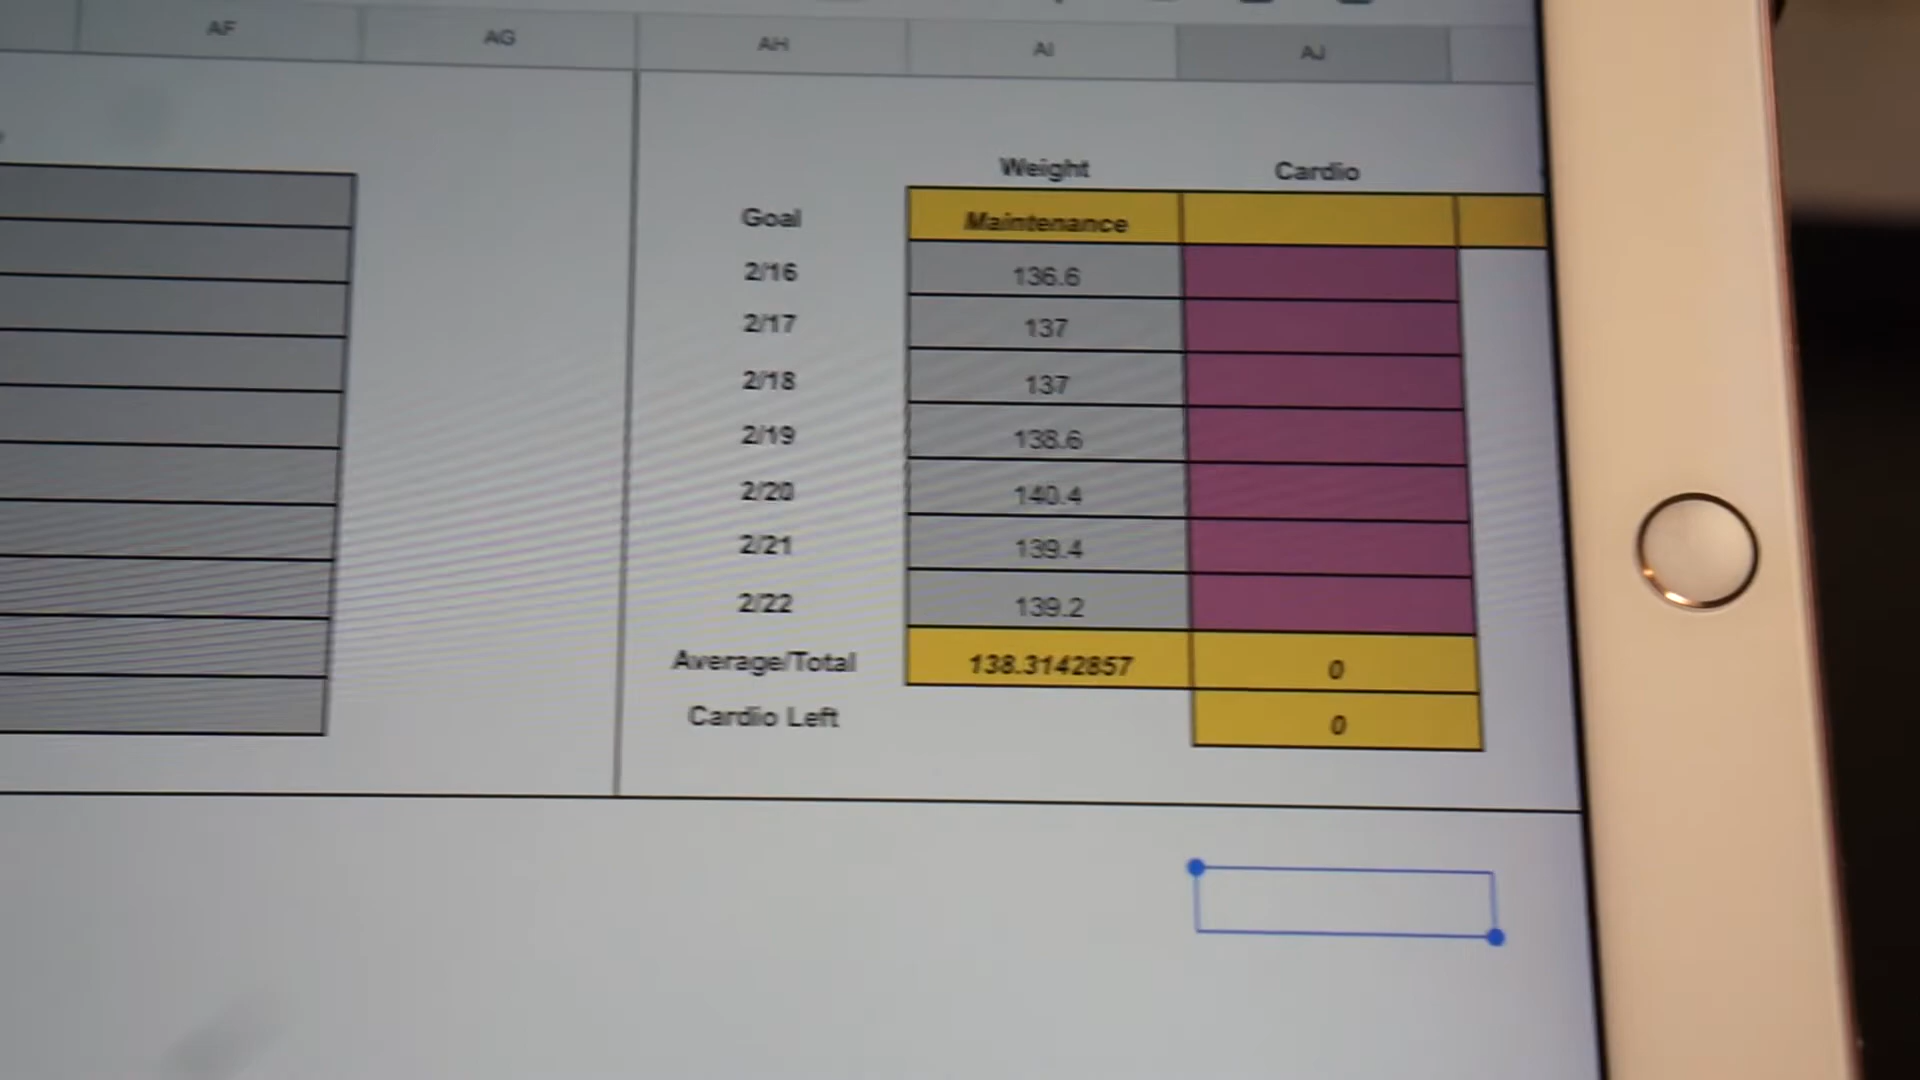 AF AG AH AI AJ
Weight Cardio
Goal Maintenance
2/16 136.6
2/17 137
2/18 137
2/19 138.6
2/20 140.4
2/21 139.4
2/22 139.2
Average/Total 138.3142857 0
Cardio Left 0